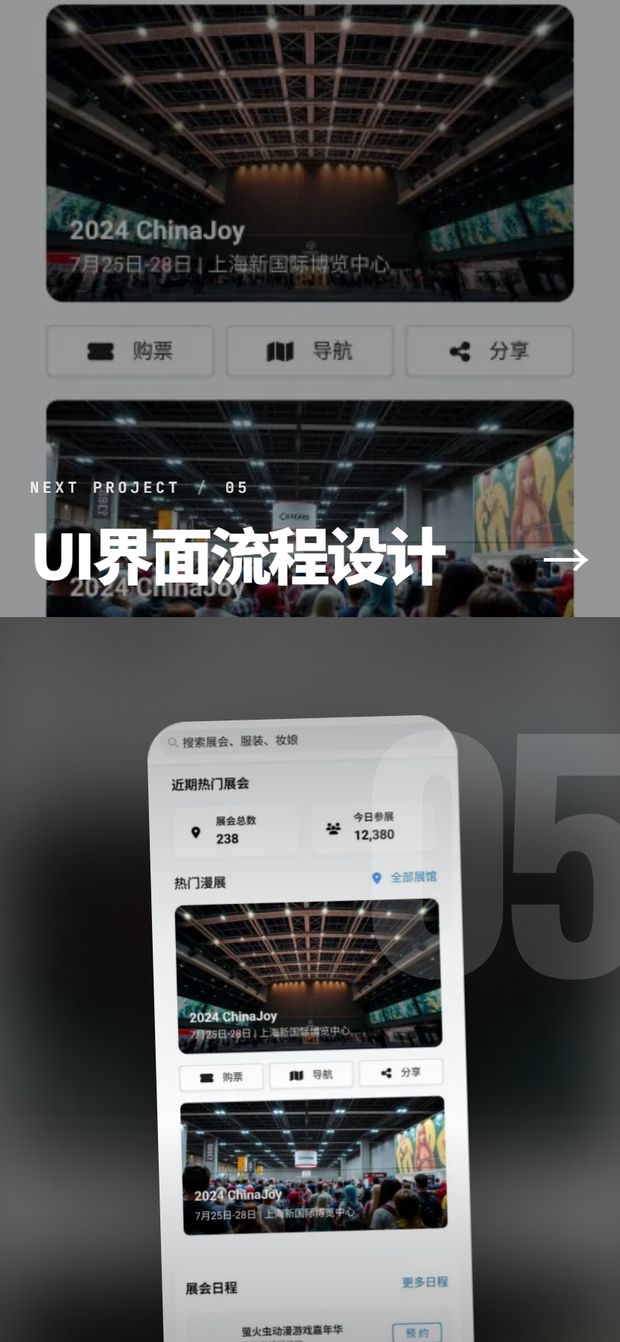 2024 ChinaJoy
7月25日-28日 | 上海新国际博览中心
购票
导航
分享
NEXT PROJECT / 05
UI界面流程设计 →
2024 ChinaJoy
05
搜索展会、服装、妆娘
近期热门展会
展会总数
238
今日参展
12,380
热门漫展
全部展馆
2024 ChinaJoy
7月25日-28日 | 上海新国际博览中心
购票
导航
分享
2024 ChinaJoy
7月25日-28日 | 上海新国际博览中心
展会日程
更多日程
萤火虫动漫游戏嘉年华
预 约